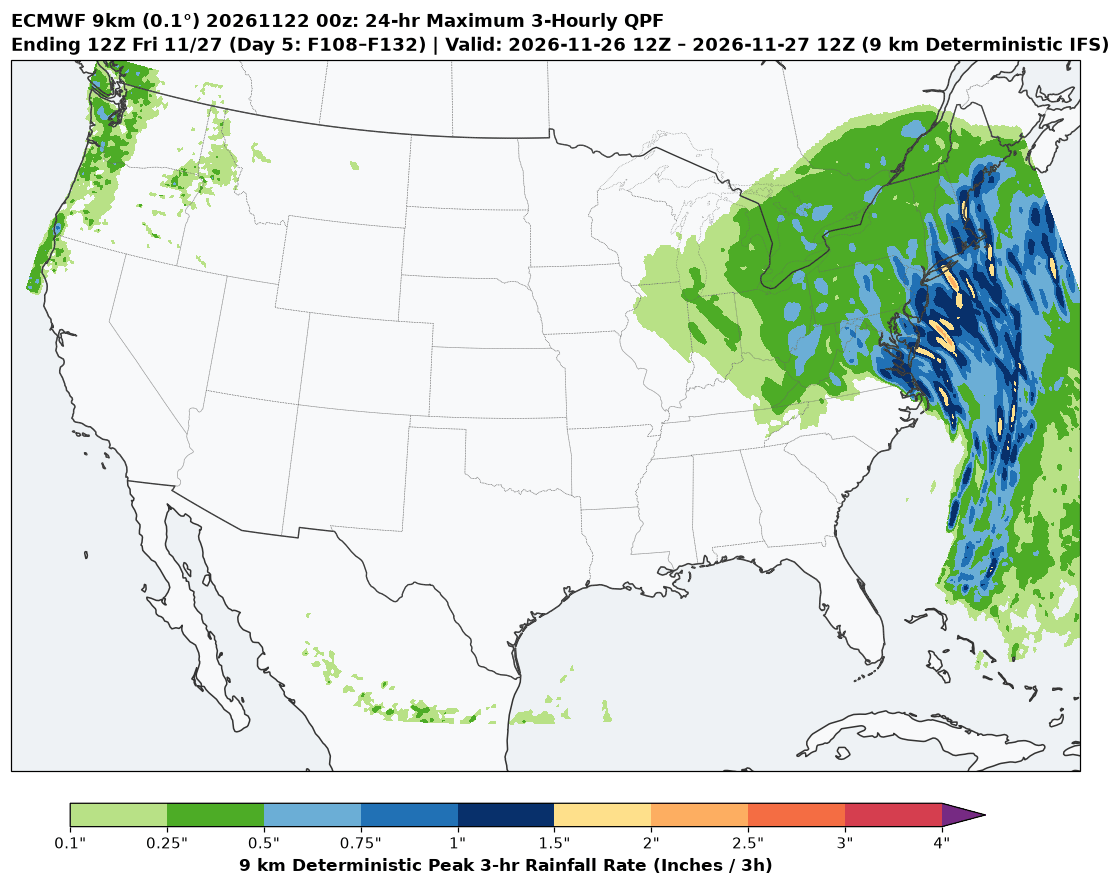 ECMWF 9km (0.1°) 20261122 00z: 24-hr Maximum 3-Hourly QPF
Ending 12Z Fri 11/27 (Day 5: F108–F132) | Valid: 2026-11-26 12Z – 2026-11-27 12Z (9 km Deterministic IFS)
0.1" 0.25" 0.5" 0.75" 1" 1.5" 2" 2.5" 3" 4"
9 km Deterministic Peak 3-hr Rainfall Rate (Inches / 3h)